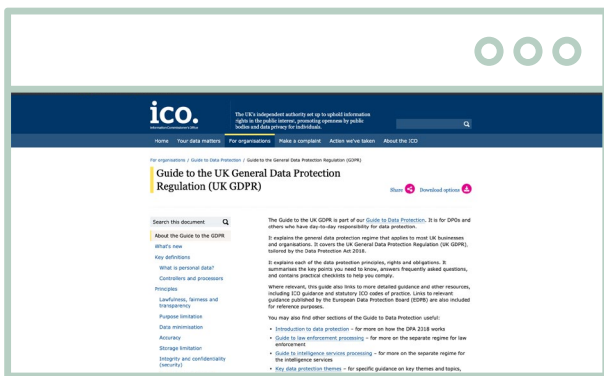 ico.
Information Commissioner's Office
The UK's independent authority set up to uphold information
rights in the public interest, promoting openness by public
bodies and data privacy for individuals.
Home Your data matters For organisations Make a complaint Action we've taken About the ICO
For organisations / Guide to Data Protection / Guide to the General Data Protection Regulation (GDPR)
Guide to the UK General Data Protection
Regulation (UK GDPR)
Share Download options
Search this document
About the Guide to the GDPR
What's new
Key definitions
What is personal data?
Controllers and processors
Principles
Lawfulness, fairness and
transparency
Purpose limitation
Data minimisation
Accuracy
Storage limitation
Integrity and confidentiality
(security)
The Guide to the UK GDPR is part of our Guide to Data Protection. It is for DPOs and
others who have day-to-day responsibility for data protection.
It explains the general data protection regime that applies to most UK businesses
and organisations. It covers the UK General Data Protection Regulation (UK GDPR),
tailored by the Data Protection Act 2018.
It explains each of the data protection principles, rights and obligations. It
summarises the key points you need to know, answers frequently asked questions,
and contains practical checklists to help you comply.
Where relevant, this guide also links to more detailed guidance and other resources,
including ICO guidance and statutory ICO codes of practice. Links to relevant
guidance published by the European Data Protection Board (EDPB) are also included
for reference purposes.
You may also find other sections of the Guide to Data Protection useful:
• Introduction to data protection – for more on how the DPA 2018 works
• Guide to law enforcement processing – for more on the separate regime for law
enforcement
• Guide to intelligence services processing – for more on the separate regime for
the intelligence services
• Key data protection themes – for specific guidance on key themes and topics,